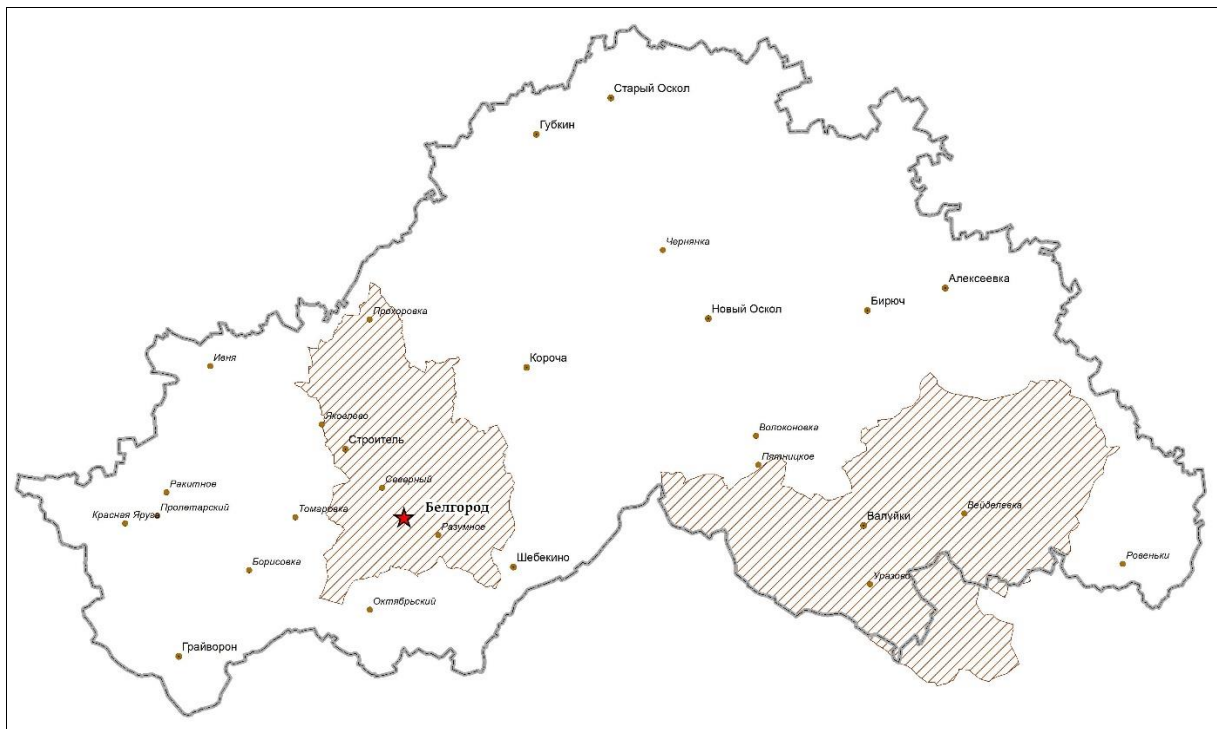 Старый Оскол
Губкин
Чернянка
Алексеевка
Бирюч
Новый Оскол
Прохоровка
Ивня
Короча
Яковлево
Волоконовка
Строитель
Пятницкое
Северный
Ракитное
Белгород
Пролетарский
Красная Яруга
Томаровка
Вейделевка
Валуйки
Разумное
Ровеньки
Шебекино
Борисовка
Уразово
Октябрьский
Грайворон